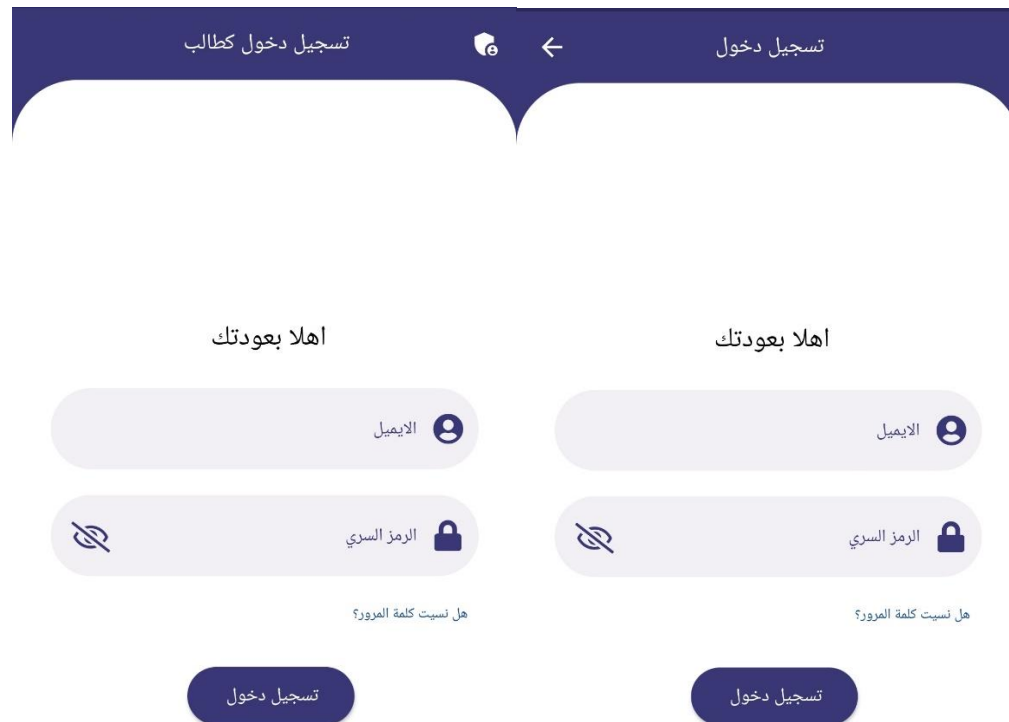 تسجيل دخول
اهلا بعودتك
الايميل
الرمز السري
هل نسيت كلمة المرور؟
تسجيل دخول
تسجيل دخول كطالب
اهلا بعودتك
الايميل
الرمز السري
هل نسيت كلمة المرور؟
تسجيل دخول